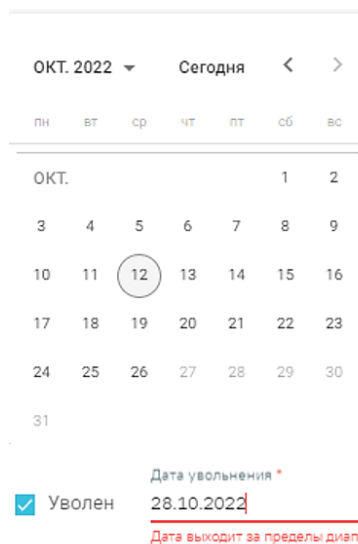 ОКТ. 2022 Сегодня
пн вт ср чт пт сб вс
ОКТ. 1 2
3 4 5 6 7 8 9
10 11 12 13 14 15 16
17 18 19 20 21 22 23
24 25 26 27 28 29 30
31
Дата увольнения *
Уволен 28.10.2022
Дата выходит за пределы диап